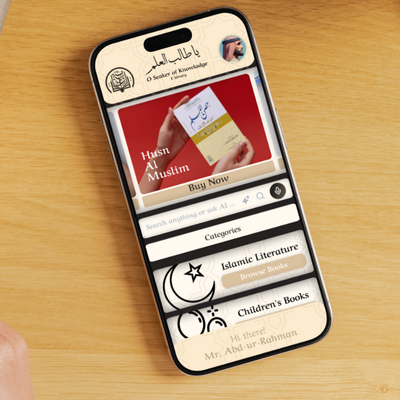 يا طالب العلم
O Seeker of Knowledge
E Library
Husn
Al
Muslim
Buy Now
Search anything or ask AI ...
Categories
Islamic Literature
Browse Books
Children's Books
Hi there!
Mr. Abd-ur-Rahman